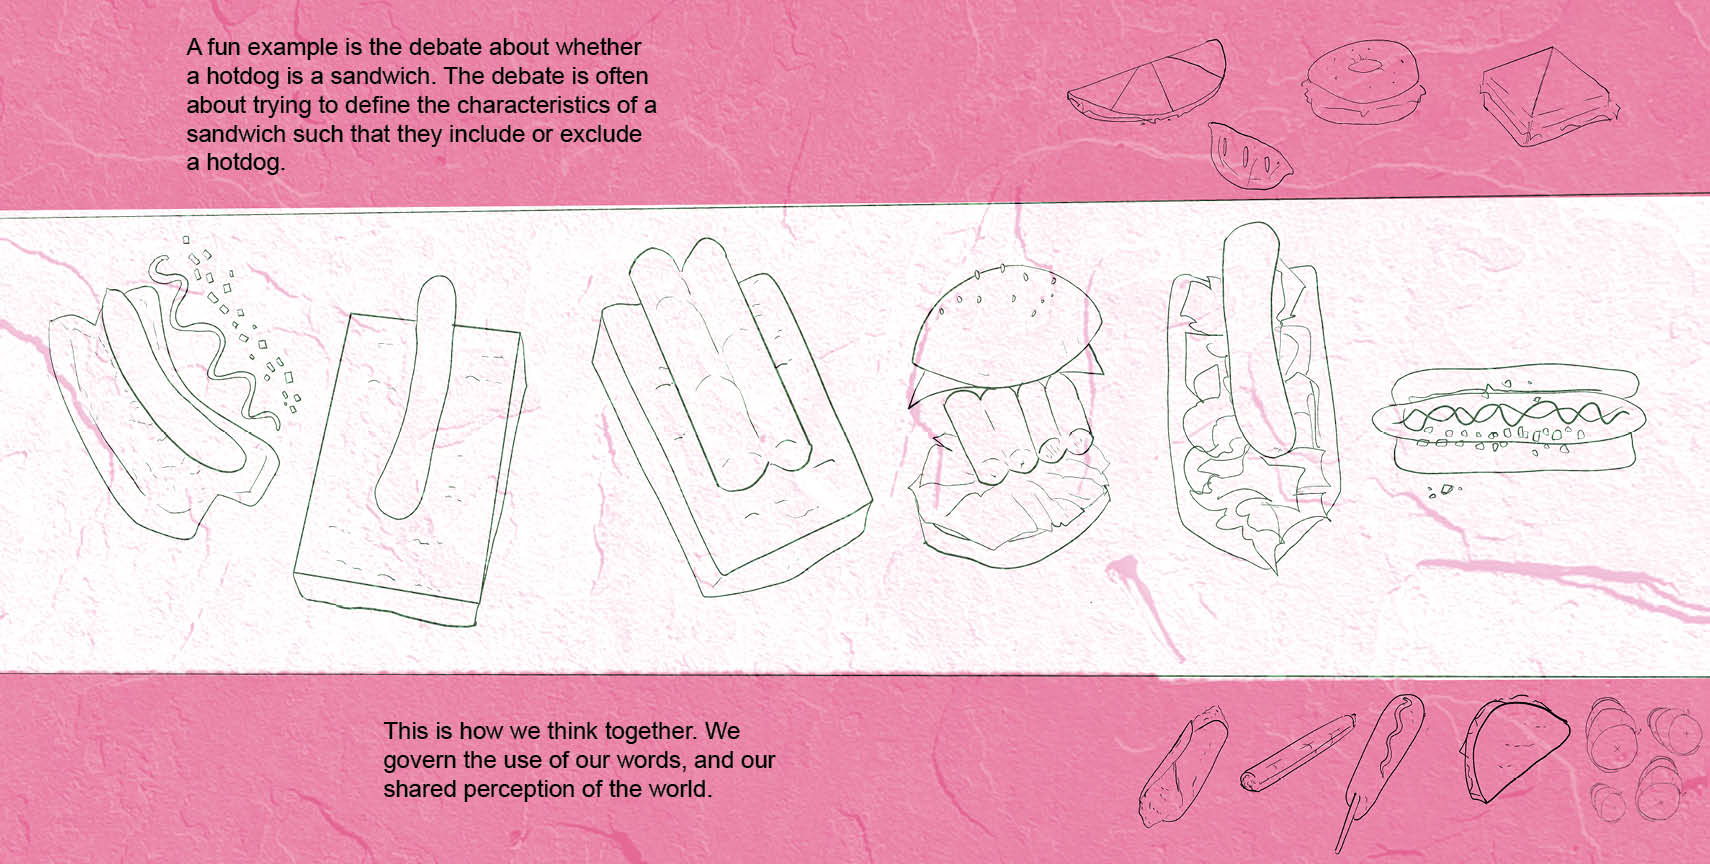 A fun example is the debate about whether
a hotdog is a sandwich. The debate is often
about trying to define the characteristics of a
sandwich such that they include or exclude
a hotdog.
This is how we think together. We
govern the use of our words, and our
shared perception of the world.